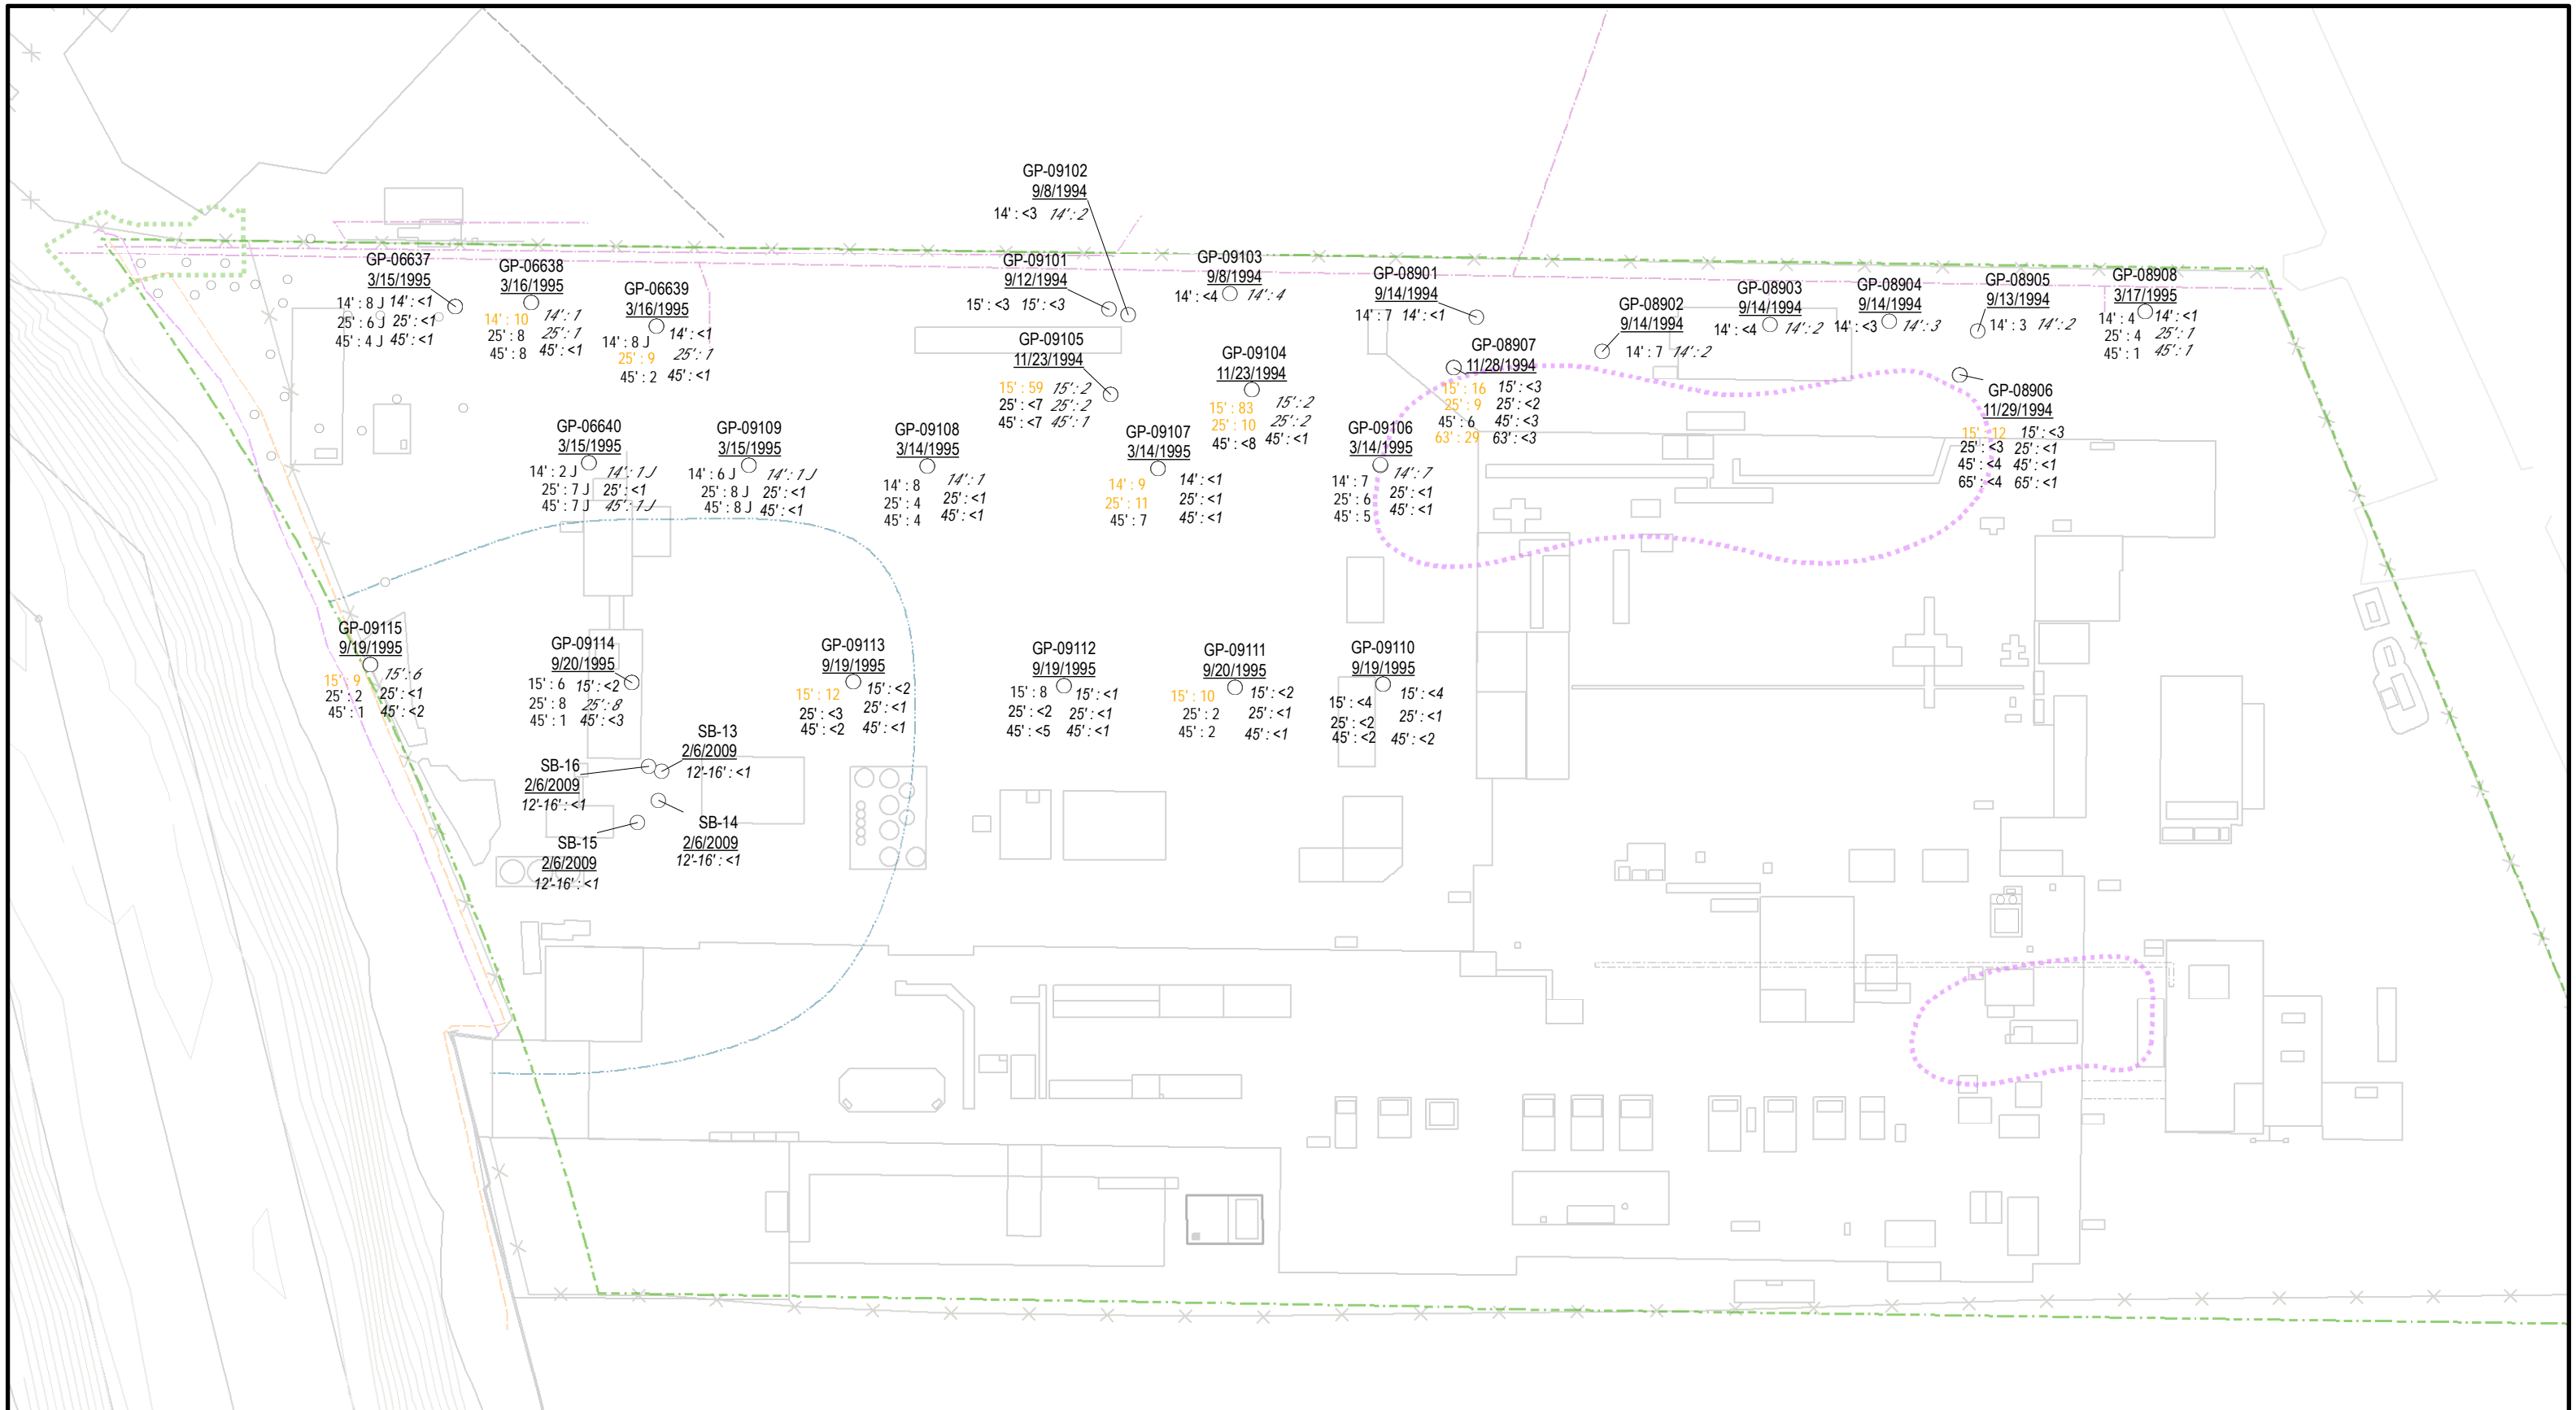 GP-09102
9/8/1994
14' : <3 14' : 2
GP-06637
3/15/1995
14' : 8 J 14' : <1
25' : 6 J 25' : <1
45' : 4 J 45' : <1
GP-06638
3/16/1995
14' : 10 14' : 1
25' : 8 25' : 1
45' : 8 45' : <1
GP-06639
3/16/1995
14' : 8 J 14' : <1
25' : 9 25' : 1
45' : 2 45' : <1
GP-09101
9/12/1994
15' : <3 15' : <3
GP-09103
9/8/1994
14' : <4 14' : 4
GP-08901
9/14/1994
14' : 7 14' : <1
GP-08902
9/14/1994
14' : 7 14' : 2
GP-08903
9/14/1994
14' : <4 14' : 2
GP-08904
9/14/1994
14' : <3 14' : 3
GP-08905
9/13/1994
14' : 3 14' : 2
GP-08908
3/17/1995
14' : 4 14' : <1
25' : 4 25' : 1
45' : 1 45' : 1
GP-09105
11/23/1994
15' : 59 15' : 2
25' : <7 25' : 2
45' : <7 45' : 1
GP-09104
11/23/1994
15' : 83 15' : 2
25' : 10 25' : 2
45' : <8 45' : <1
GP-08907
11/28/1994
15' : 16 15' : <3
25' : 9 25' : <2
45' : 6 45' : <3
63' : 29 63' : <3
GP-08906
11/29/1994
15' : 12 15' : <3
25' : <3 25' : <1
45' : <4 45' : <1
65' : <4 65' : <1
GP-06640
3/15/1995
14' : 2 J 14' : 1 J
25' : 7 J 25' : <1
45' : 7 J 45' : 1 J
GP-09109
3/15/1995
14' : 6 J 14' : 1 J
25' : 8 J 25' : <1
45' : 8 J 45' : <1
GP-09108
3/14/1995
14' : 8 14' : 1
25' : 4 25' : <1
45' : 4 45' : <1
GP-09107
3/14/1995
14' : 9 14' : <1
25' : 11 25' : <1
45' : 7 45' : <1
GP-09106
3/14/1995
14' : 7 14' : 7
25' : 6 25' : <1
45' : 5 45' : <1
GP-09115
9/19/1995
15' : 9 15' : 6
25' : 2 25' : <1
45' : 1 45' : <2
GP-09114
9/20/1995
15' : 6 15' : <2
25' : 8 25' : 8
45' : 1 45' : <3
GP-09113
9/19/1995
15' : 12 15' : <2
25' : <3 25' : <1
45' : <2 45' : <1
GP-09112
9/19/1995
15' : 8 15' : <1
25' : <2 25' : <1
45' : <5 45' : <1
GP-09111
9/20/1995
15' : 10 15' : <2
25' : 2 25' : <1
45' : 2 45' : <1
GP-09110
9/19/1995
15' : <4 15' : <4
25' : <2 25' : <1
45' : <2 45' : <2
SB-13
2/6/2009
12'-16' : <1
SB-16
2/6/2009
12'-16' : <1
SB-14
2/6/2009
12'-16' : <1
SB-15
2/6/2009
12'-16' : <1